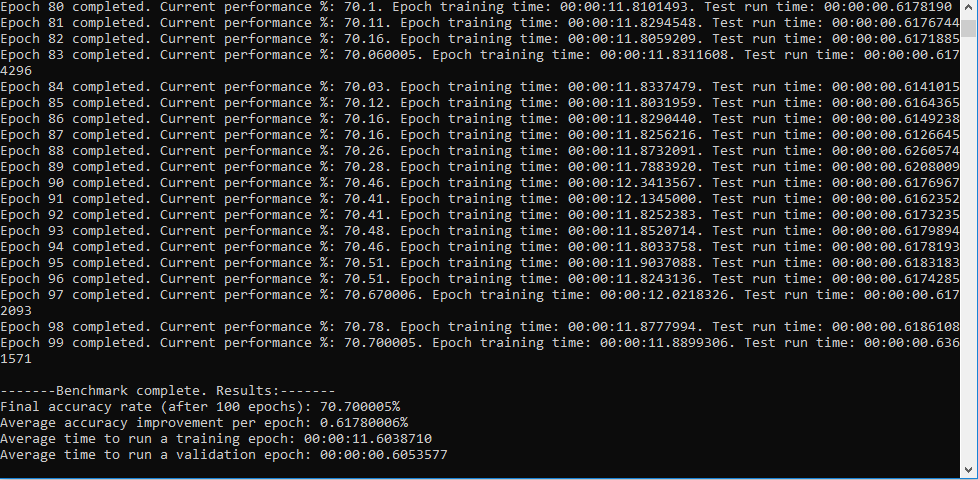 Epoch 80 completed. Current performance %: 70.1. Epoch training time: 00:00:11.8101493. Test run time: 00:00:00.6178190
Epoch 81 completed. Current performance %: 70.11. Epoch training time: 00:00:11.8294548. Test run time: 00:00:00.6176744
Epoch 82 completed. Current performance %: 70.16. Epoch training time: 00:00:11.8059209. Test run time: 00:00:00.6171885
Epoch 83 completed. Current performance %: 70.060005. Epoch training time: 00:00:11.8311608. Test run time: 00:00:00.617
4296
Epoch 84 completed. Current performance %: 70.03. Epoch training time: 00:00:11.8337479. Test run time: 00:00:00.6141015
Epoch 85 completed. Current performance %: 70.12. Epoch training time: 00:00:11.8031959. Test run time: 00:00:00.6164365
Epoch 86 completed. Current performance %: 70.16. Epoch training time: 00:00:11.8290440. Test run time: 00:00:00.6149238
Epoch 87 completed. Current performance %: 70.16. Epoch training time: 00:00:11.8256216. Test run time: 00:00:00.6126645
Epoch 88 completed. Current performance %: 70.26. Epoch training time: 00:00:11.8732091. Test run time: 00:00:00.6260574
Epoch 89 completed. Current performance %: 70.28. Epoch training time: 00:00:11.7883920. Test run time: 00:00:00.6208009
Epoch 90 completed. Current performance %: 70.46. Epoch training time: 00:00:12.3413567. Test run time: 00:00:00.6176967
Epoch 91 completed. Current performance %: 70.41. Epoch training time: 00:00:12.1345000. Test run time: 00:00:00.6162352
Epoch 92 completed. Current performance %: 70.41. Epoch training time: 00:00:11.8252383. Test run time: 00:00:00.6173235
Epoch 93 completed. Current performance %: 70.48. Epoch training time: 00:00:11.8520714. Test run time: 00:00:00.6179894
Epoch 94 completed. Current performance %: 70.46. Epoch training time: 00:00:11.8033758. Test run time: 00:00:00.6178193
Epoch 95 completed. Current performance %: 70.51. Epoch training time: 00:00:11.9037088. Test run time: 00:00:00.6183183
Epoch 96 completed. Current performance %: 70.51. Epoch training time: 00:00:11.8243136. Test run time: 00:00:00.6174285
Epoch 97 completed. Current performance %: 70.670006. Epoch training time: 00:00:12.0218326. Test run time: 00:00:00.617
2093
Epoch 98 completed. Current performance %: 70.78. Epoch training time: 00:00:11.8777994. Test run time: 00:00:00.6186108
Epoch 99 completed. Current performance %: 70.700005. Epoch training time: 00:00:11.8899306. Test run time: 00:00:00.636
1571
-------Benchmark complete. Results:-------
Final accuracy rate (after 100 epochs): 70.700005%
Average accuracy improvement per epoch: 0.61780006%
Average time to run a training epoch: 00:00:11.6038710
Average time to run a validation epoch: 00:00:00.6053577